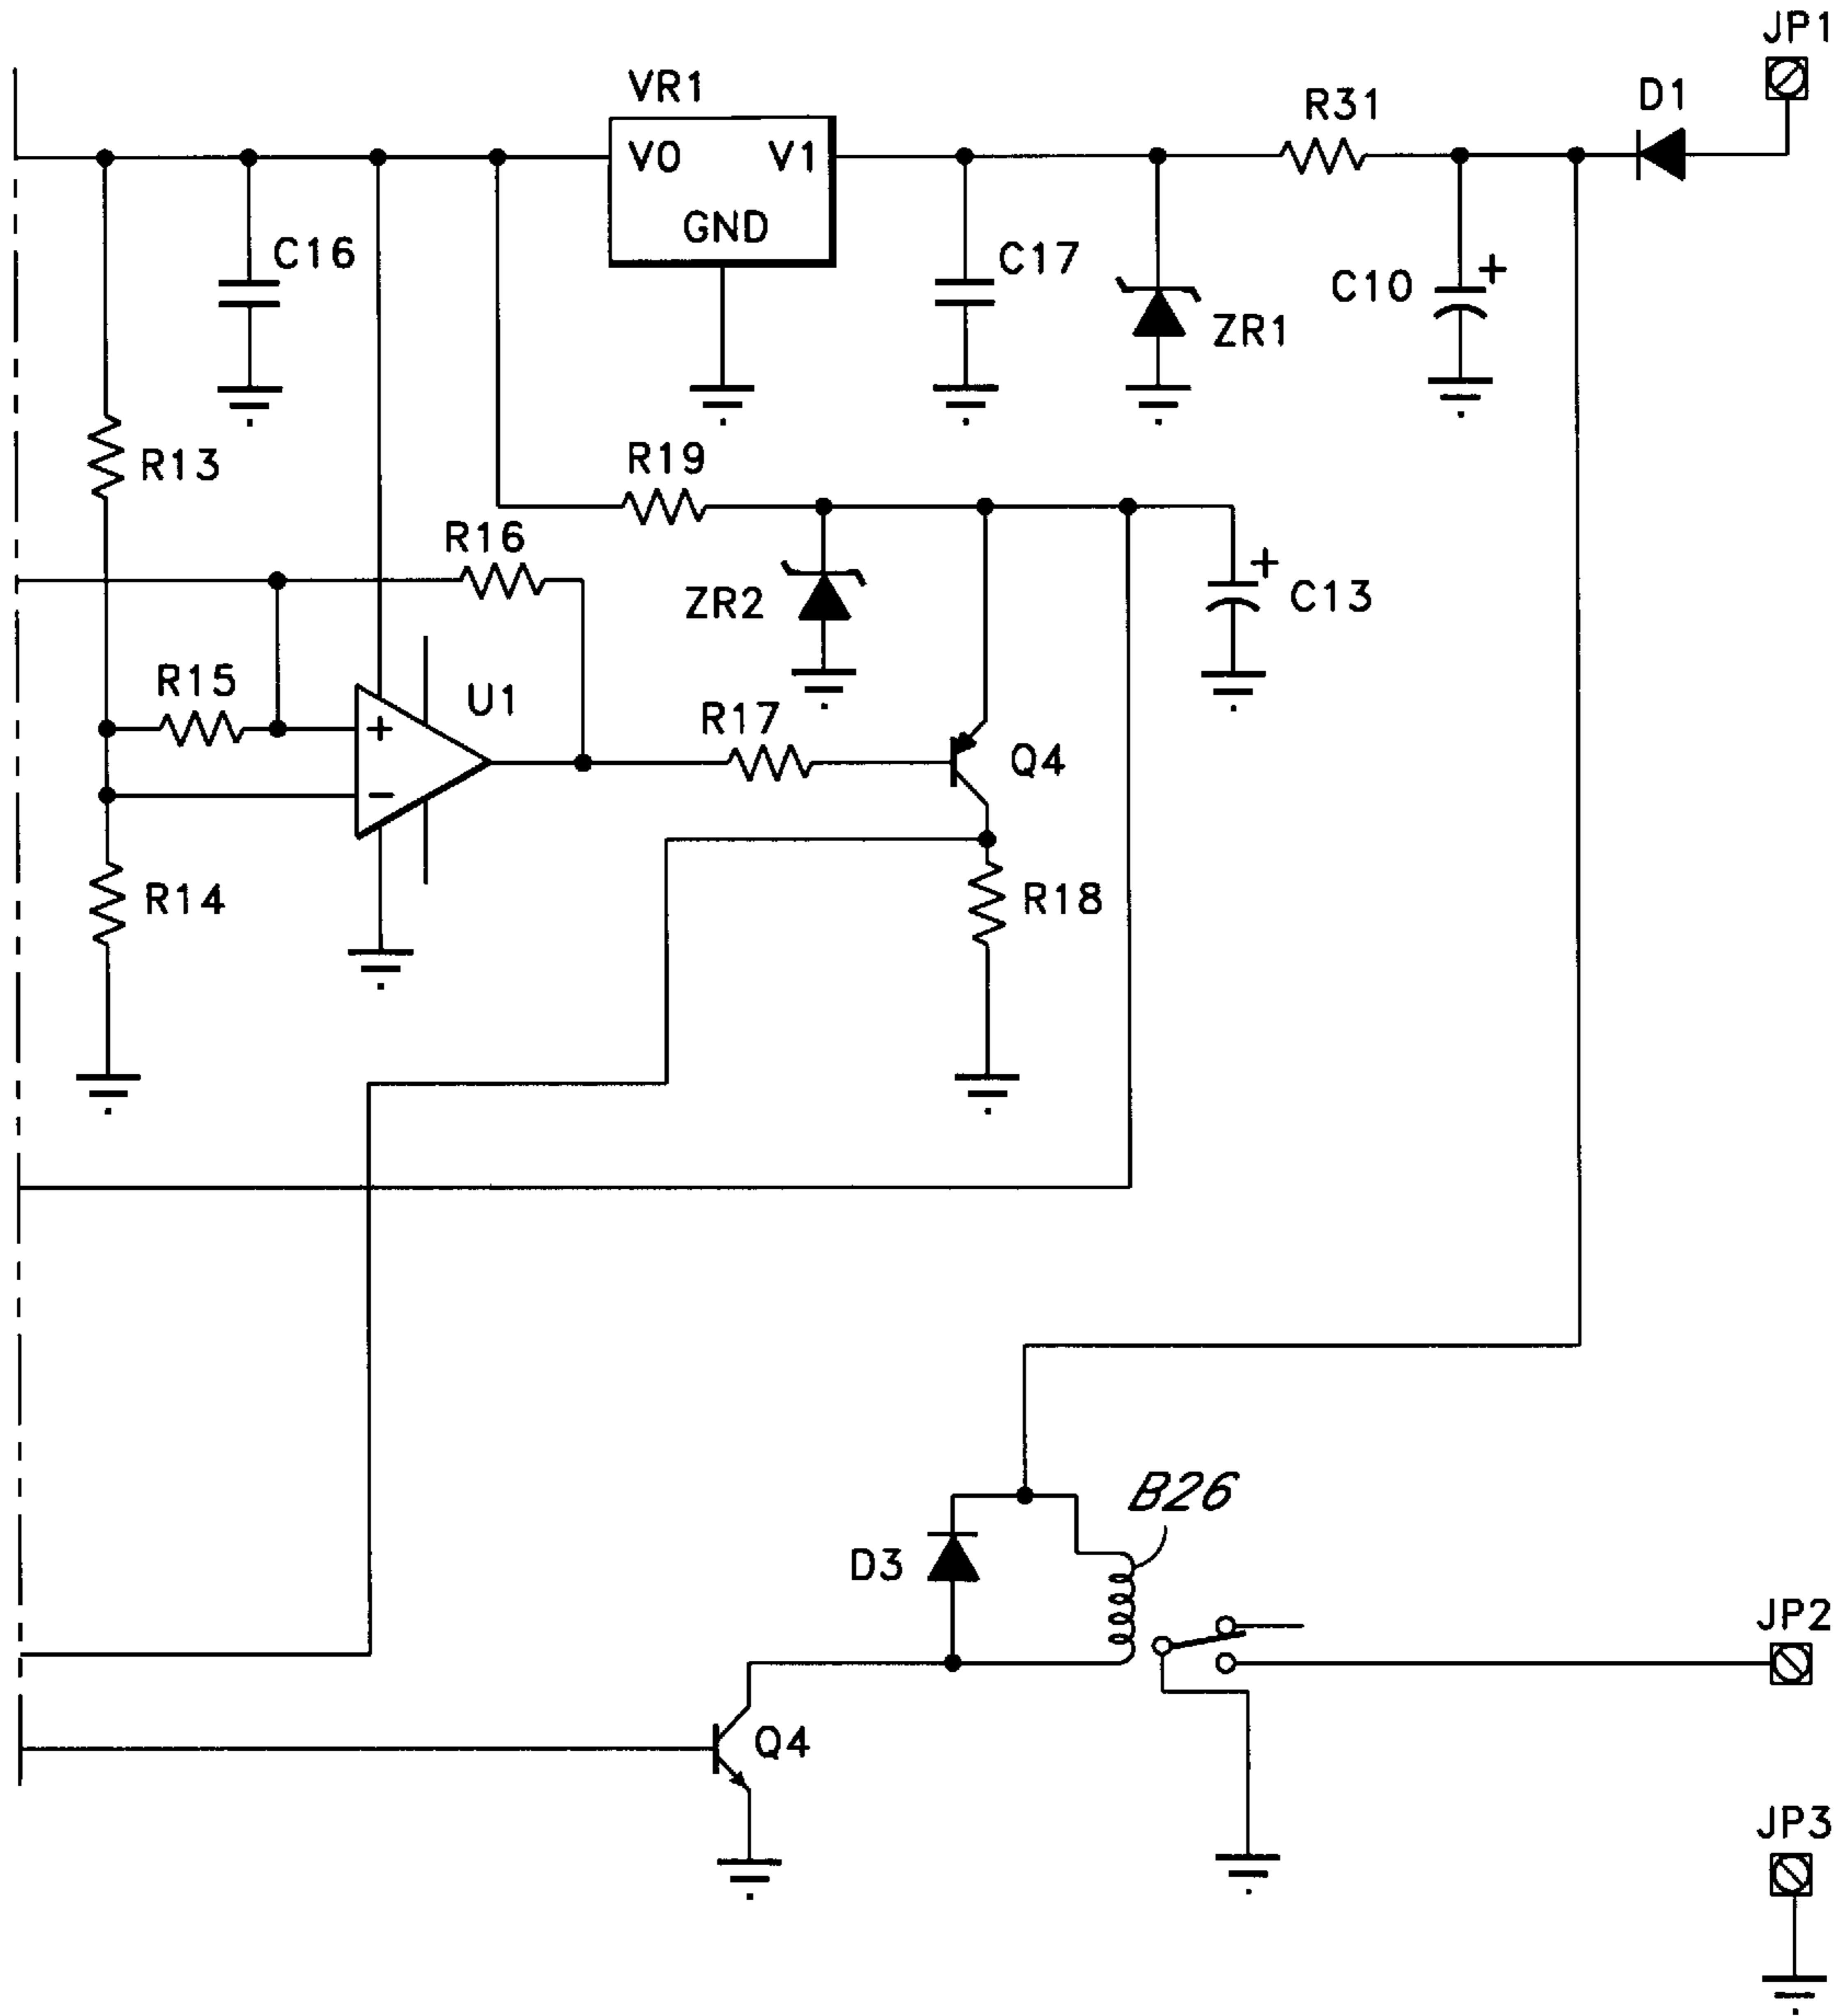 JP1
VR1
R31
D1
VO
V1
GND
C16
C17
C10
+
ZR1
R13
R19
R16
+
ZR2
C13
R15
U1
R17
+
Q4
−
R14
R18
B26
D3
JP2
Q4
JP3